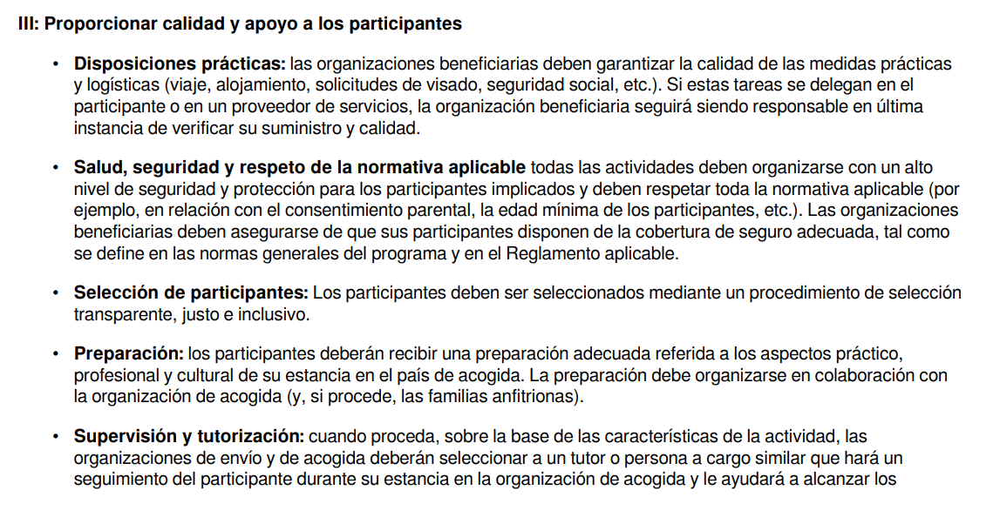 III: Proporcionar calidad y apoyo a los participantes
• Disposiciones prácticas: las organizaciones beneficiarias deben garantizar la calidad de las medidas prácticas
y logísticas (viaje, alojamiento, solicitudes de visado, seguridad social, etc.). Si estas tareas se delegan en el
participante o en un proveedor de servicios, la organización beneficiaria seguirá siendo responsable en última
instancia de verificar su suministro y calidad.
• Salud, seguridad y respeto de la normativa aplicable todas las actividades deben organizarse con un alto
nivel de seguridad y protección para los participantes implicados y deben respetar toda la normativa aplicable (por
ejemplo, en relación con el consentimiento parental, la edad mínima de los participantes, etc.). Las organizaciones
beneficiarias deben asegurarse de que sus participantes disponen de la cobertura de seguro adecuada, tal como
se define en las normas generales del programa y en el Reglamento aplicable.
• Selección de participantes: Los participantes deben ser seleccionados mediante un procedimiento de selección
transparente, justo e inclusivo.
• Preparación: los participantes deberán recibir una preparación adecuada referida a los aspectos práctico,
profesional y cultural de su estancia en el país de acogida. La preparación debe organizarse en colaboración con
la organización de acogida (y, si procede, las familias anfitrionas).
• Supervisión y tutorización: cuando proceda, sobre la base de las características de la actividad, las
organizaciones de envío y de acogida deberán seleccionar a un tutor o persona a cargo similar que hará un
seguimiento del participante durante su estancia en la organización de acogida y le ayudará a alcanzar los